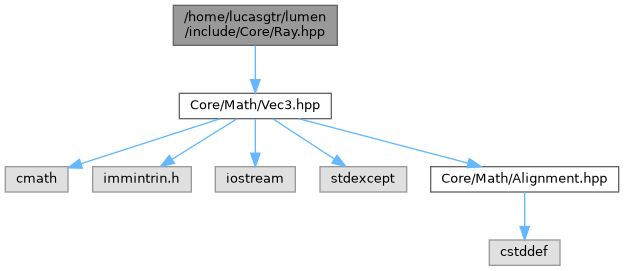 /home/lucasgtr/lumen
/include/Core/Ray.hpp
Core/Math/Vec3.hpp
cmath
immintrin.h
iostream
stdexcept
Core/Math/Alignment.hpp
cstddef